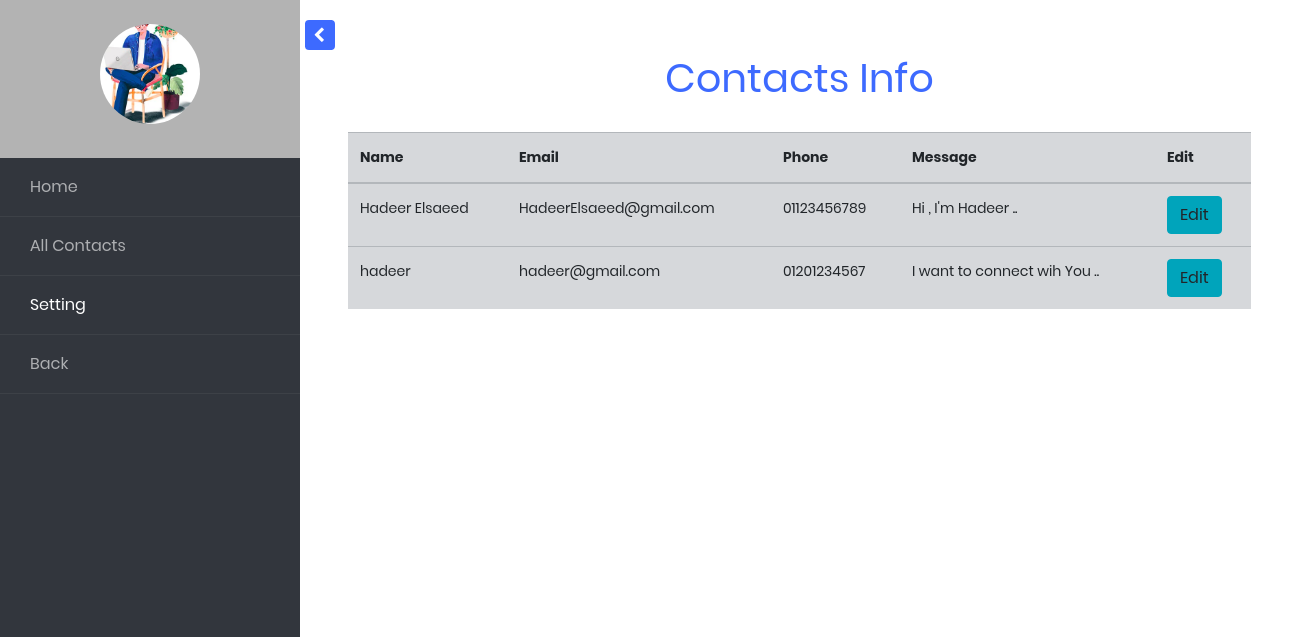 Home
All Contacts
Setting
Back
Contacts Info
Name Email Phone Message Edit
Hadeer Elsaeed HadeerElsaeed@gmail.com 01123456789 Hi , I'm Hadeer .. Edit
hadeer hadeer@gmail.com 01201234567 I want to connect wih You .. Edit